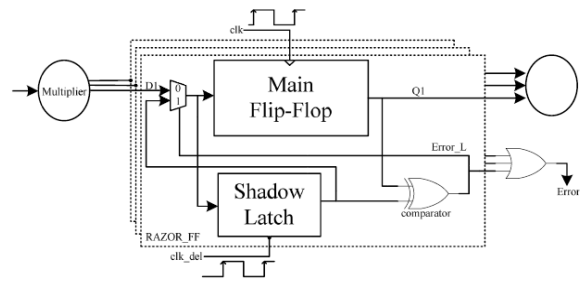 clk
Multiplier
D1
0
1
Main
Flip-Flop
Q1
Error_L
Shadow
Latch
comparator
Error
RAZOR_FF
clk_del